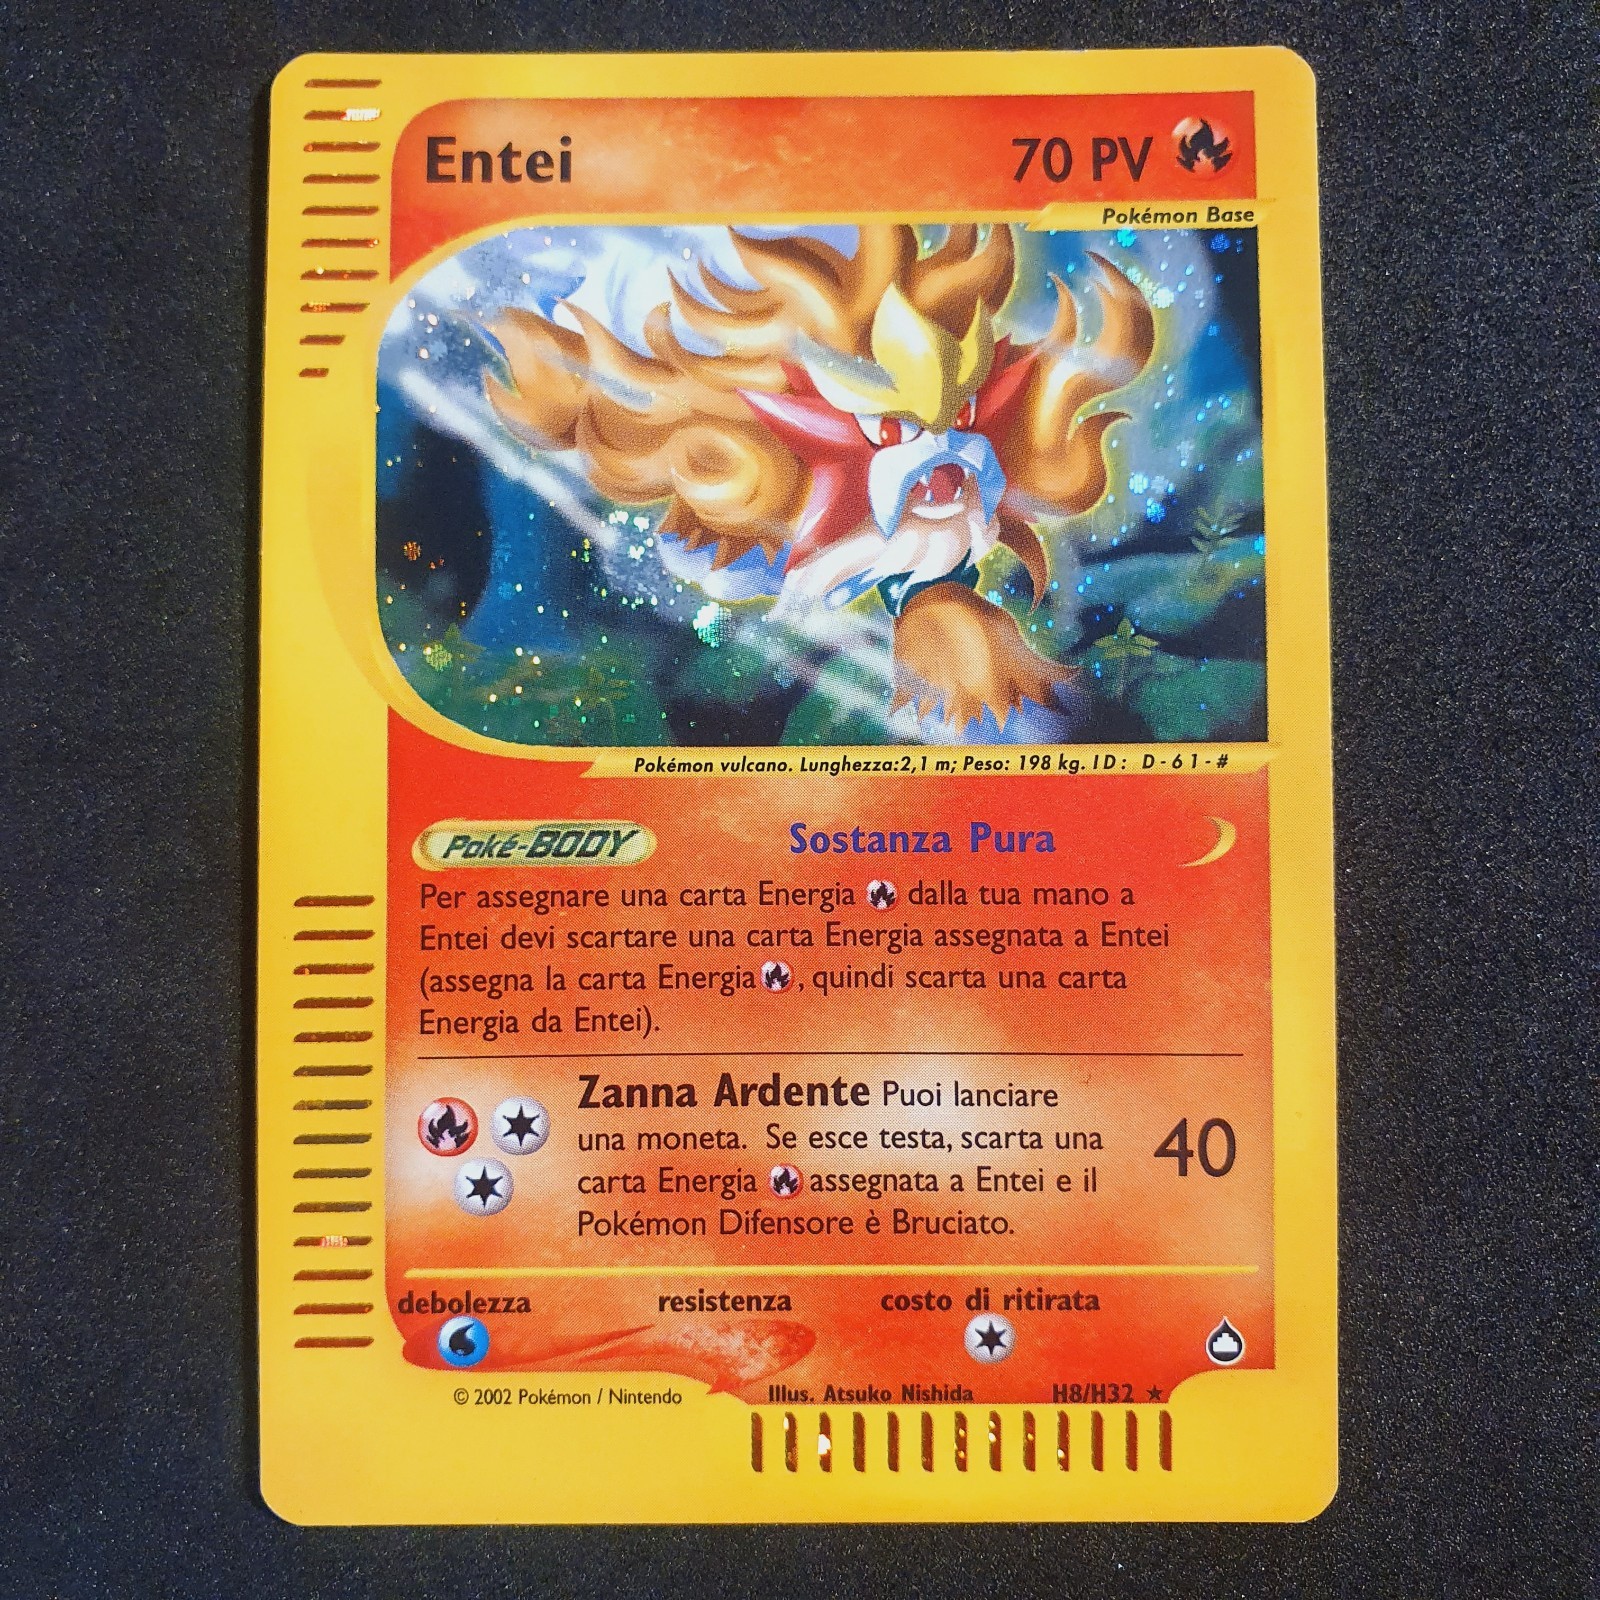 Entei 70 PV
Pokémon Base
Pokémon vulcano. Lunghezza:2,1 m; Peso: 198 kg. ID: D-61-#
Poké-BODY Sostanza Pura
Per assegnare una carta Energia dalla tua mano a
Entei devi scartare una carta Energia assegnata a Entei
(assegna la carta Energia , quindi scarta una carta
Energia da Entei).
Zanna Ardente Puoi lanciare
una moneta. Se esce testa, scarta una
carta Energia assegnata a Entei e il
Pokémon Difensore è Bruciato.
40
debolezza resistenza costo di ritirata
© 2002 Pokémon / Nintendo Illus. Atsuko Nishida H8/H32 ★